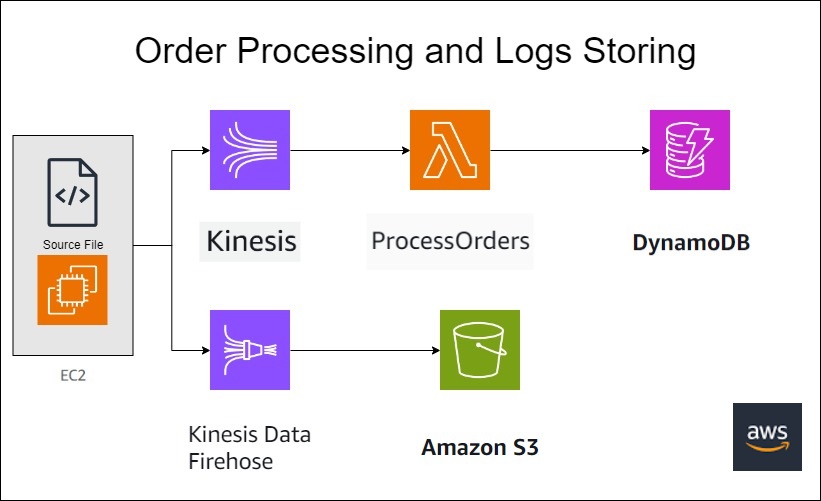 Order Processing and Logs Storing
</>
Source File
EC2
Kinesis
ProcessOrders
DynamoDB
Kinesis Data
Firehose
Amazon S3
aws